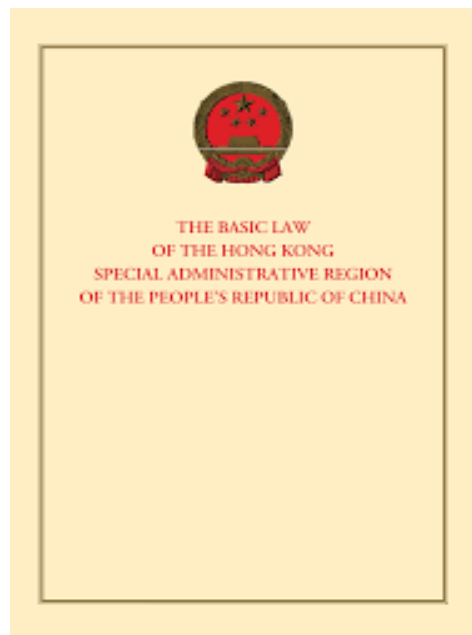 THE BASIC LAW
OF THE HONG KONG
SPECIAL ADMINISTRATIVE REGION
OF THE PEOPLE'S REPUBLIC OF CHINA